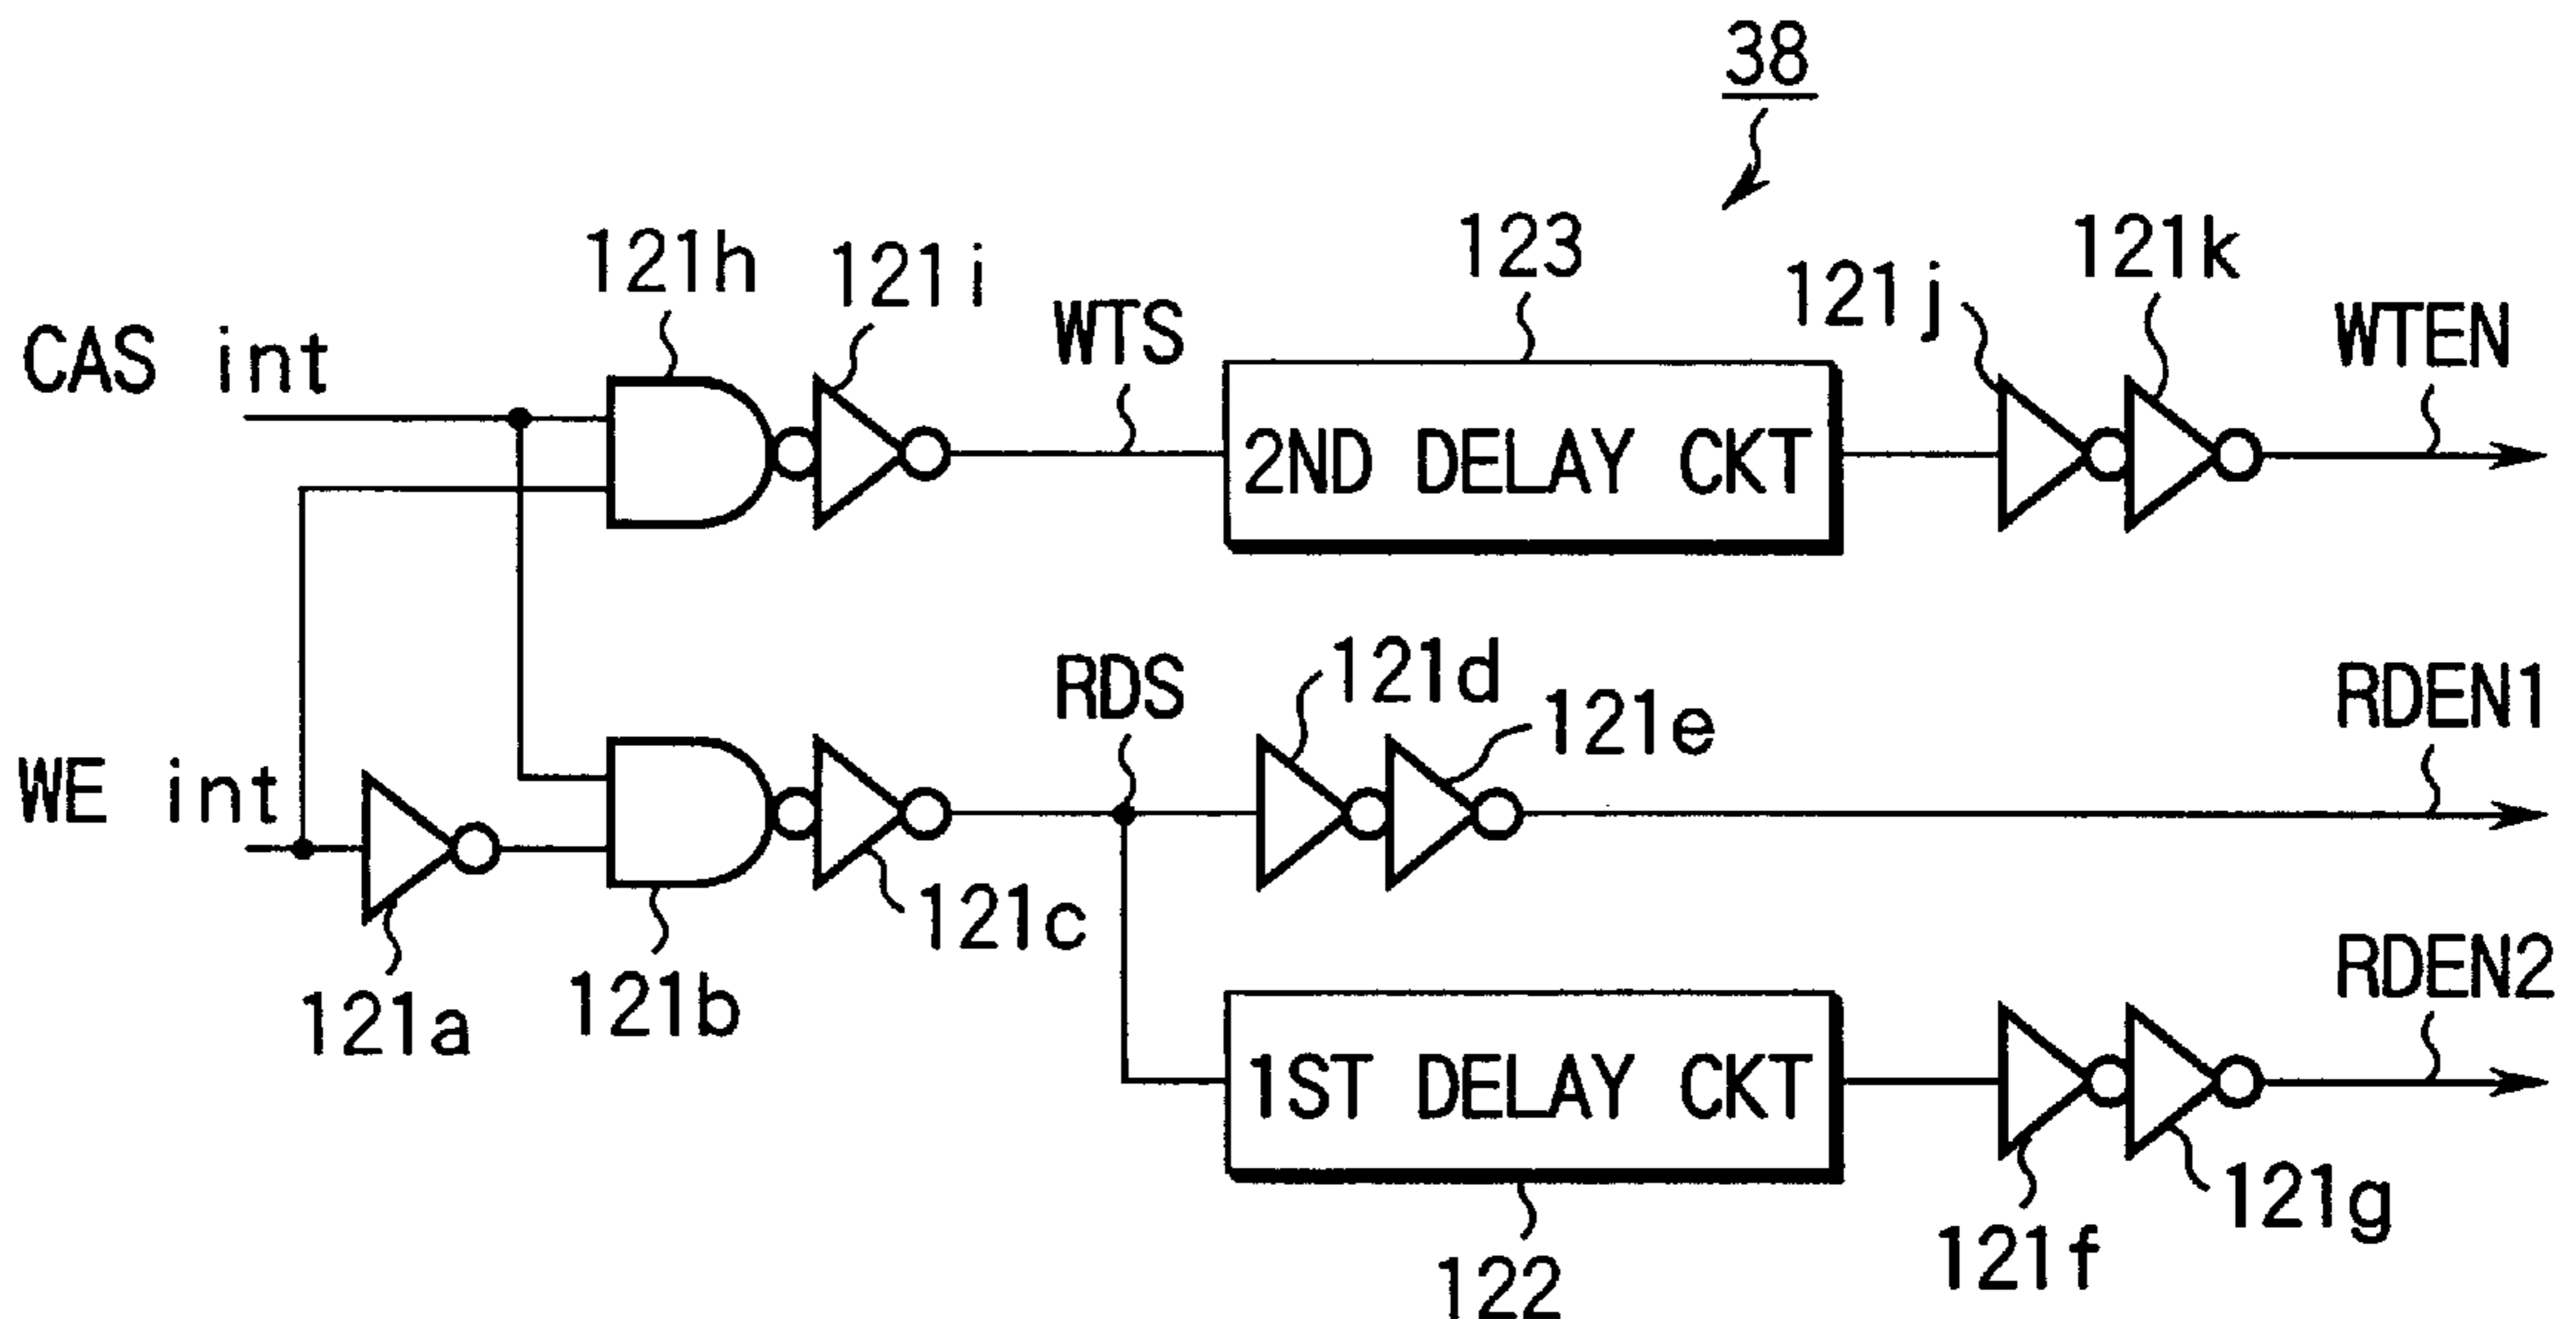 38
121h
121i
123
121j
121k
CAS int
WTS
WTEN
2ND DELAY CKT
RDS
121d
121e
RDEN1
WE int
121a
121b
121c
RDEN2
1ST DELAY CKT
121f
121g
122